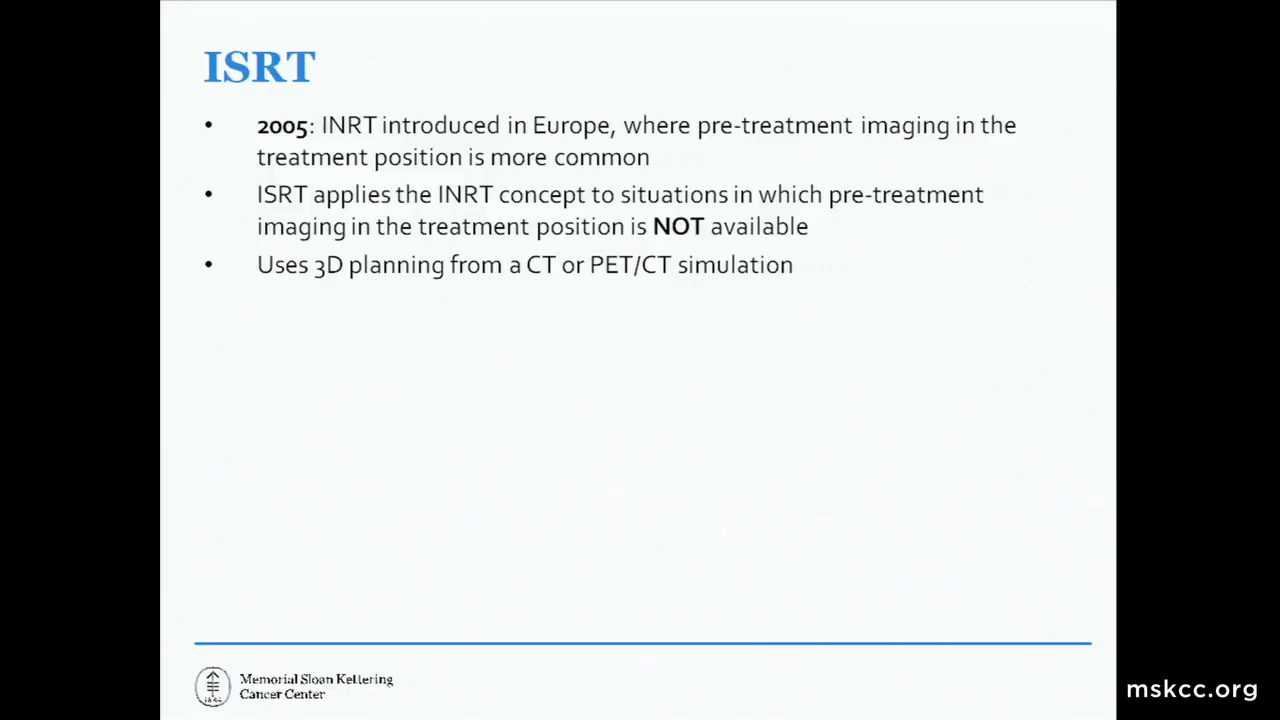 ISRT
• 2005: INRT introduced in Europe, where pre-treatment imaging in the
treatment position is more common
• ISRT applies the INRT concept to situations in which pre-treatment
imaging in the treatment position is NOT available
• Uses 3D planning from a CT or PET/CT simulation
Memorial Sloan Kettering
Cancer Center
mskcc.org